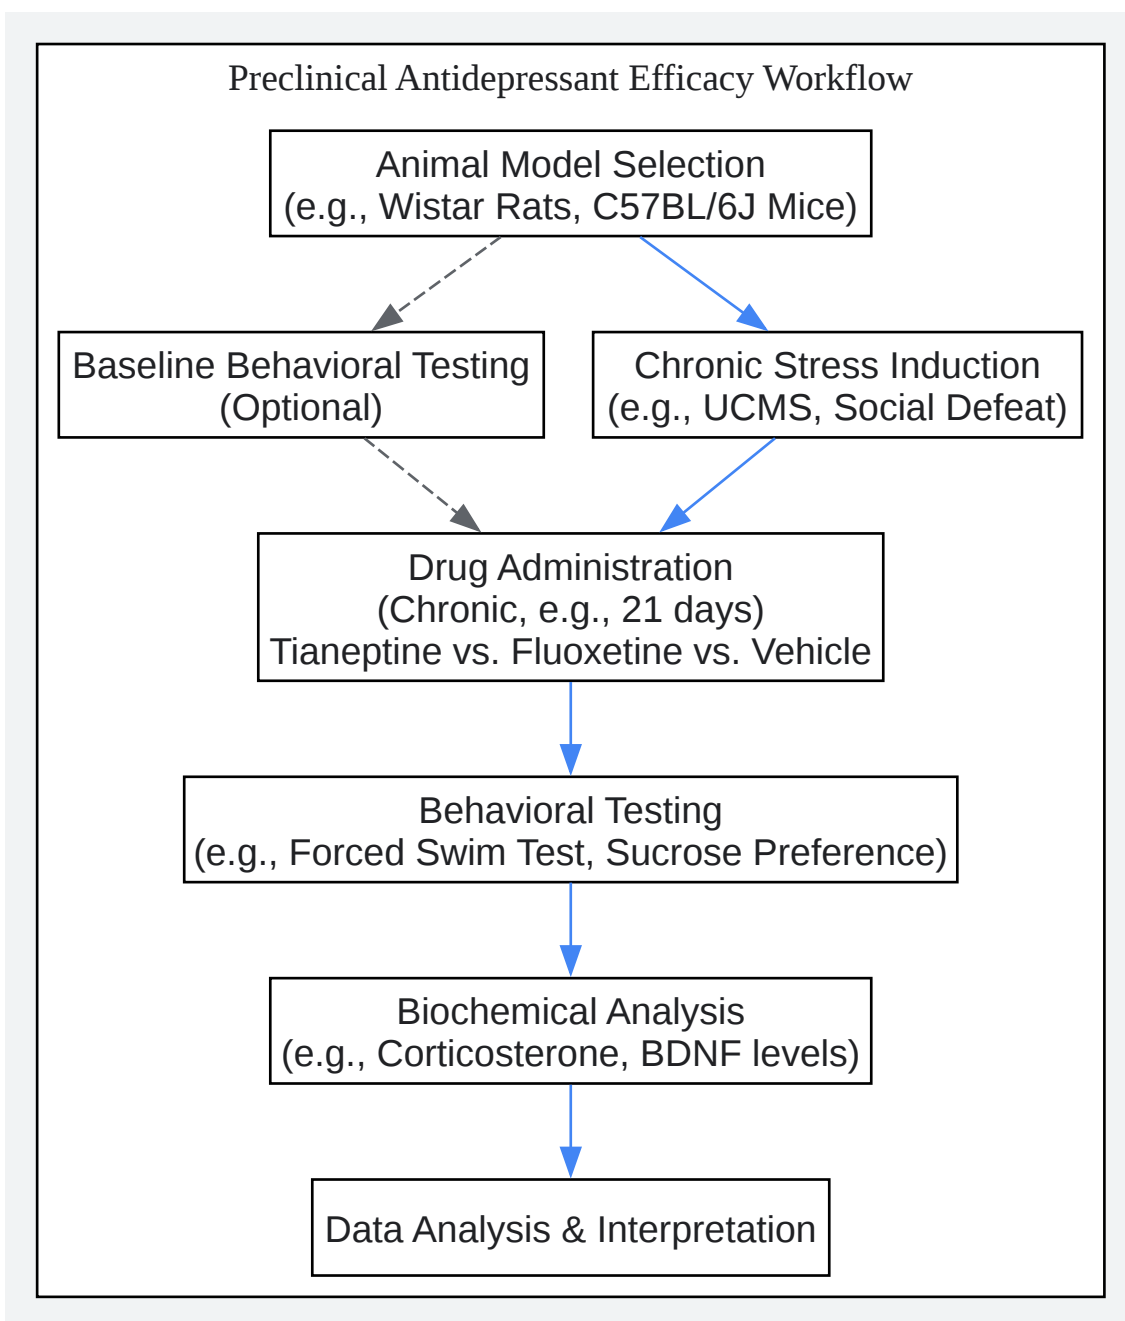 Preclinical Antidepressant Efficacy Workflow
Animal Model Selection
(e.g., Wistar Rats, C57BL/6J Mice)
Baseline Behavioral Testing
(Optional)
Chronic Stress Induction
(e.g., UCMS, Social Defeat)
Drug Administration
(Chronic, e.g., 21 days)
Tianeptine vs. Fluoxetine vs. Vehicle
Behavioral Testing
(e.g., Forced Swim Test, Sucrose Preference)
Biochemical Analysis
(e.g., Corticosterone, BDNF levels)
Data Analysis & Interpretation